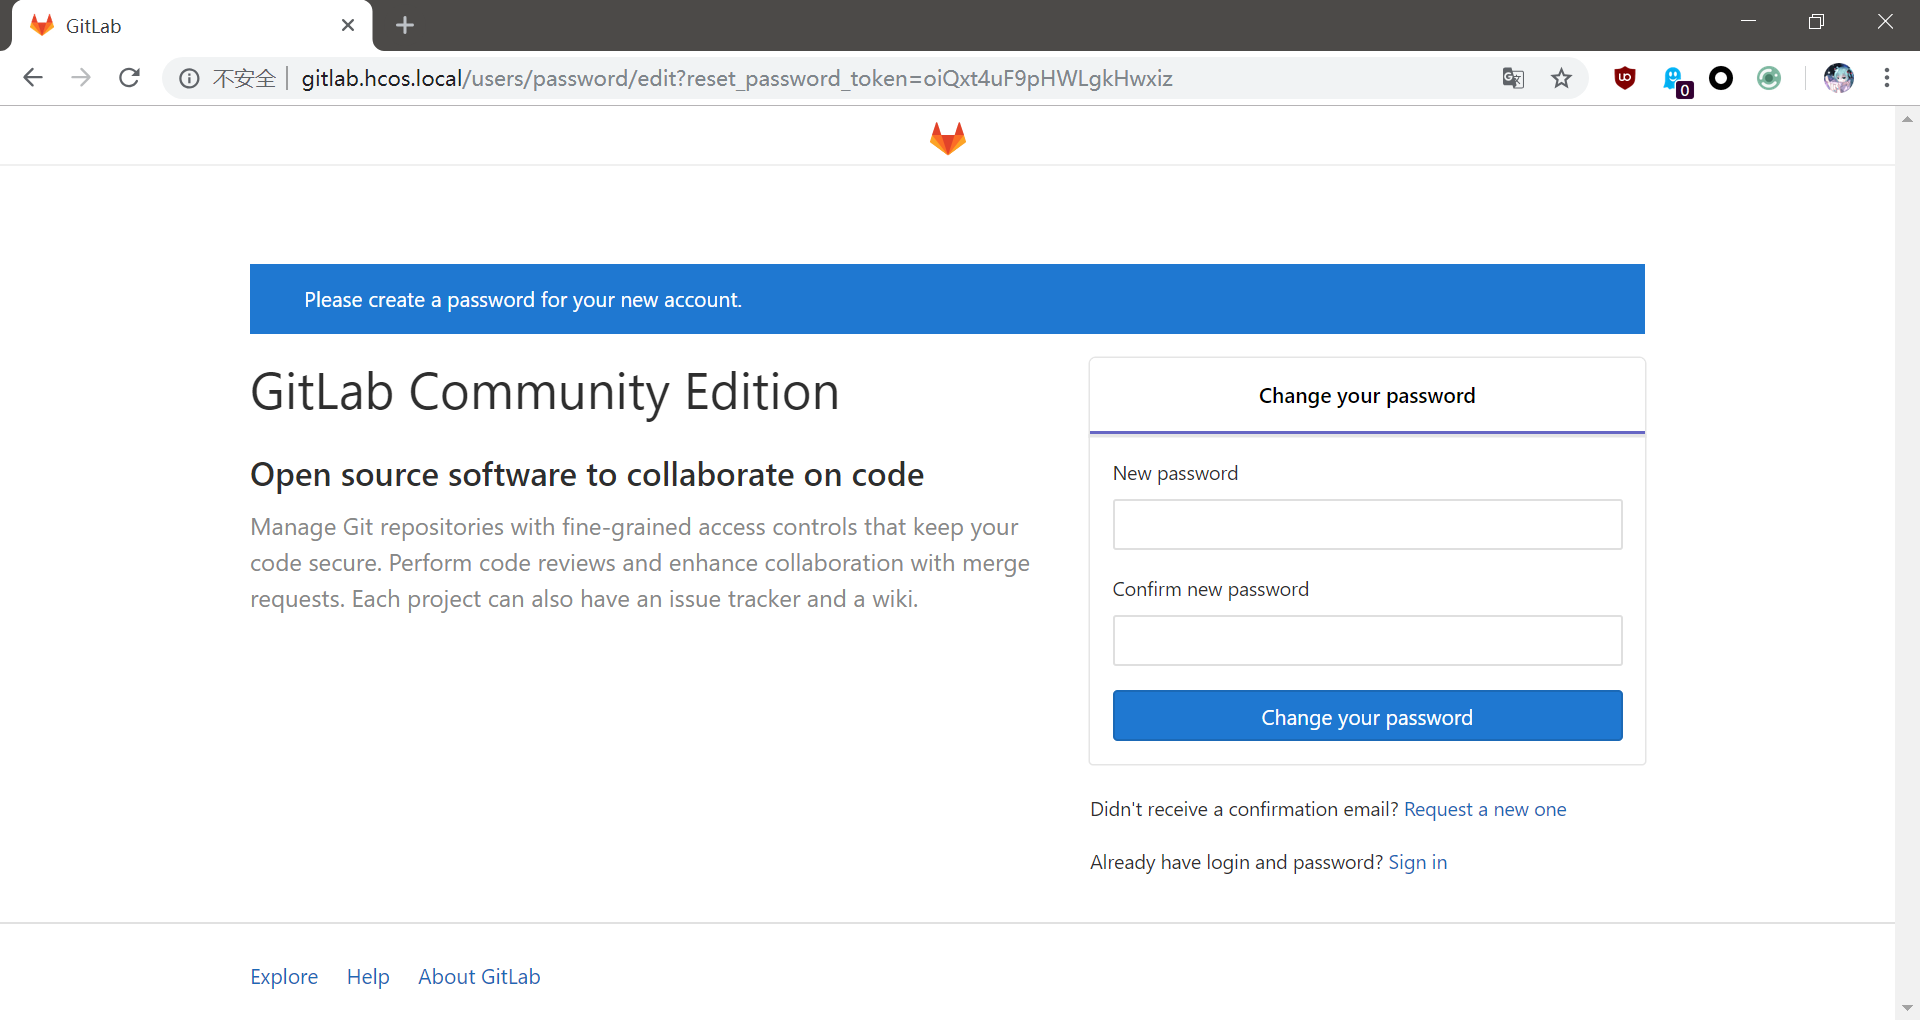 GitLab
不安全 gitlab.hcos.local/users/password/edit?reset_password_token=oiQxt4uF9pHWLgkHwxiz
0
Please create a password for your new account.
GitLab Community Edition
Open source software to collaborate on code
Manage Git repositories with fine-grained access controls that keep your
code secure. Perform code reviews and enhance collaboration with merge
requests. Each project can also have an issue tracker and a wiki.
Change your password
New password
Confirm new password
Change your password
Didn't receive a confirmation email? Request a new one
Already have login and password? Sign in
Explore Help About GitLab